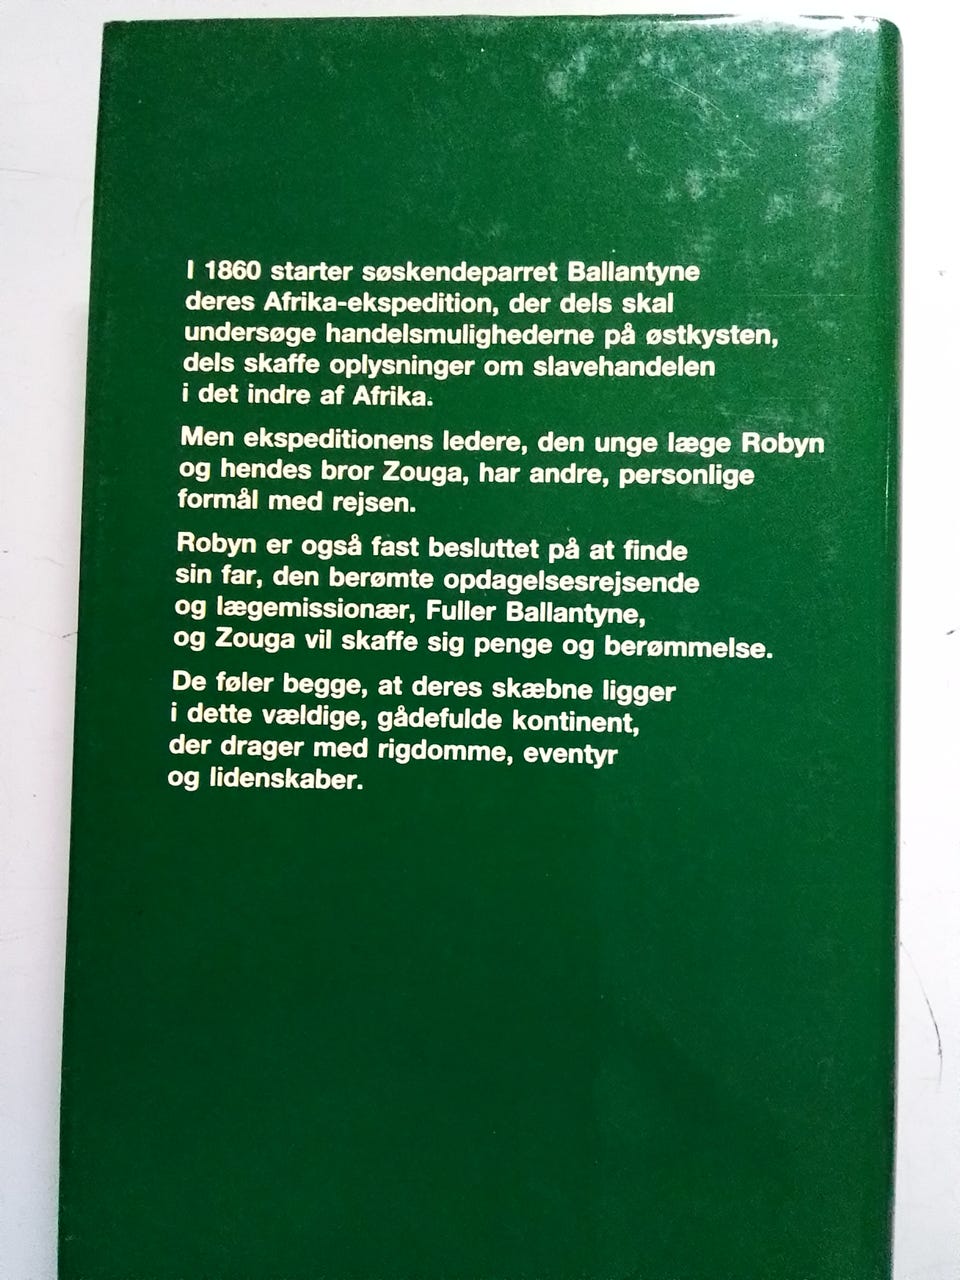 I 1860 starter søskendeparret Ballantyne
deres Afrika-ekspedition, der dels skal
undersøge handelsmulighederne på østkysten,
dels skaffe oplysninger om slavehandelen
i det indre af Afrika.
Men ekspeditionens ledere, den unge læge Robyn
og hendes bror Zouga, har andre, personlige
formål med rejsen.
Robyn er også fast besluttet på at finde
sin far, den berømte opdagelsesrejsende
og lægemissionær, Fuller Ballantyne,
og Zouga vil skaffe sig penge og berømmelse.
De føler begge, at deres skæbne ligger
i dette vældige, gådefulde kontinent,
der drager med rigdomme, eventyr
og lidenskaber.